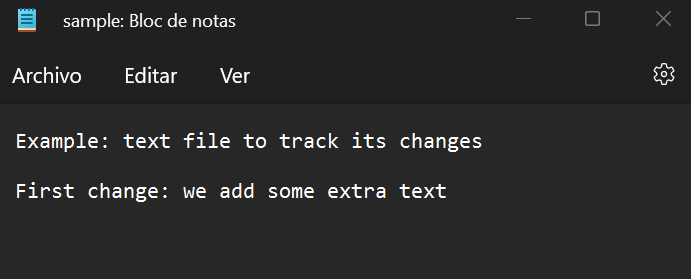 sample: Bloc de notas
Archivo Editar Ver
Example: text file to track its changes
First change: we add some extra text